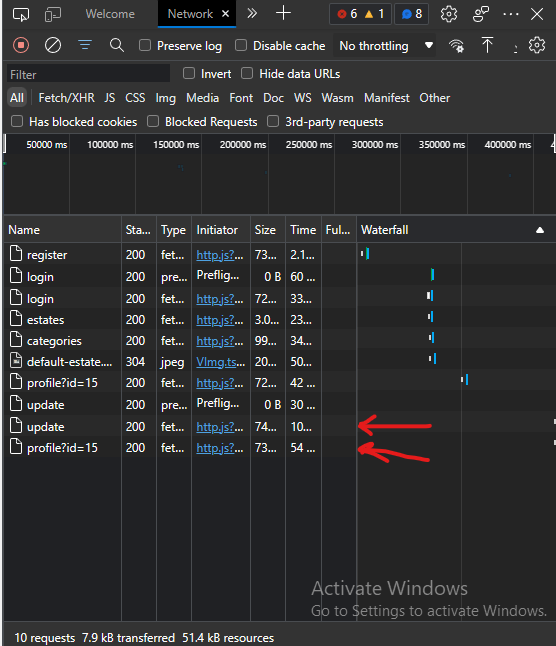 Welcome Network × » + 6 1 8 ... ×
Preserve log Disable cache No throttling
Filter Invert Hide data URLs
All Fetch/XHR JS CSS Img Media Font Doc WS Wasm Manifest Other
Has blocked cookies Blocked Requests 3rd-party requests
50000 ms 100000 ms 150000 ms 200000 ms 250000 ms 300000 ms 350000 ms 400000 ms 4
Name Sta... Type Initiator Size Time Ful... Waterfall
register 200 fet... http.js?... 73... 2.1...
login 200 pre... Preflig... 0 B 60 ...
login 200 fet... http.js?... 72... 33...
estates 200 fet... http.js?... 3.0... 23...
categories 200 fet... http.js?... 99... 34...
default-estate.... 304 jpeg VImg.ts... 20... 50...
profile?id=15 200 fet... http.js?... 72... 42 ...
update 200 pre... Preflig... 0 B 30 ...
update 200 fet... http.js?... 74... 10...
profile?id=15 200 fet... http.js?... 73... 54 ...
Activate Windows
Go to Settings to activate Windows.
10 requests 7.9 kB transferred 51.4 kB resources